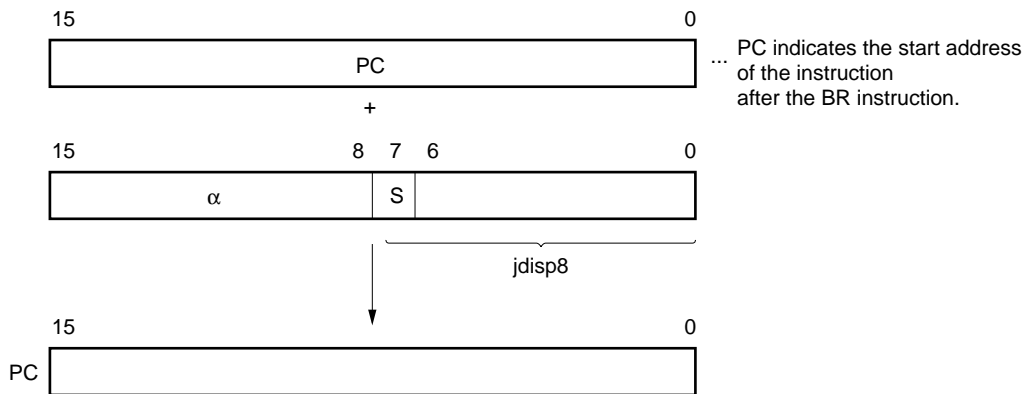 15 0
PC
... PC indicates the start address
of the instruction
after the BR instruction.
+
15 8 7 6 0
α S
jdisp8
15 0
PC